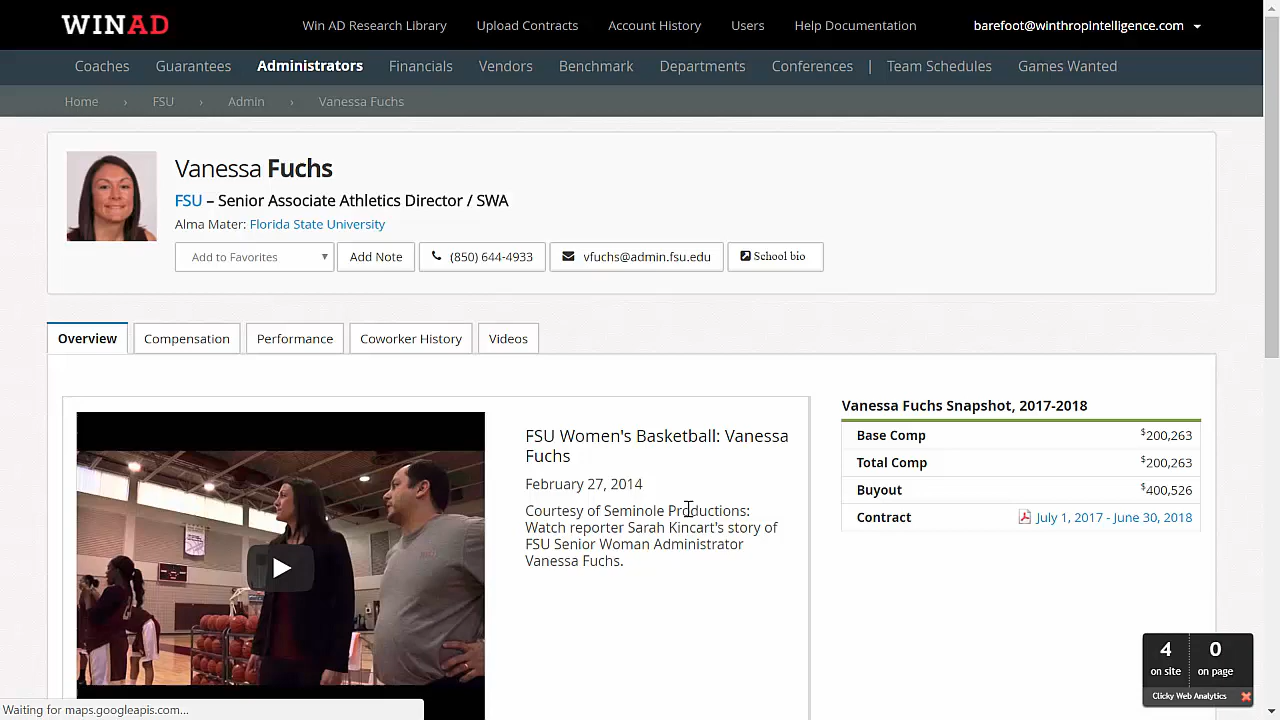 WINAD
Win AD Research Library
Upload Contracts
Account History
Users
Help Documentation
barefoot@winthropintelligence.com
Coaches
Guarantees
Administrators
Financials
Vendors
Benchmark
Departments
Conferences
|
Team Schedules
Games Wanted
Home › FSU › Admin › Vanessa Fuchs
Vanessa Fuchs
FSU – Senior Associate Athletics Director / SWA
Alma Mater: Florida State University
Add to Favorites
Add Note
(850) 644-4933
vfuchs@admin.fsu.edu
School bio
Overview
Compensation
Performance
Coworker History
Videos
FSU Women's Basketball: Vanessa
Fuchs
February 27, 2014
Courtesy of Seminole Productions:
Watch reporter Sarah Kincart's story of
FSU Senior Woman Administrator
Vanessa Fuchs.
Vanessa Fuchs Snapshot, 2017-2018
Base Comp $200,263
Total Comp $200,263
Buyout $400,526
Contract July 1, 2017 - June 30, 2018
4 0
on site on page
Clicky Web Analytics
Waiting for maps.googleapis.com...